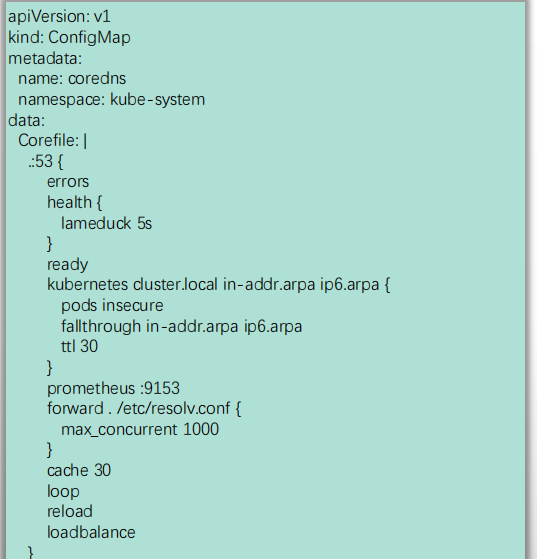 apiVersion: v1
kind: ConfigMap
metadata:
  name: coredns
  namespace: kube-system
data:
  Corefile: |
    .:53 {
        errors
        health {
           lameduck 5s
        }
        ready
        kubernetes cluster.local in-addr.arpa ip6.arpa {
           pods insecure
           fallthrough in-addr.arpa ip6.arpa
           ttl 30
        }
        prometheus :9153
        forward . /etc/resolv.conf {
           max_concurrent 1000
        }
        cache 30
        loop
        reload
        loadbalance
    }